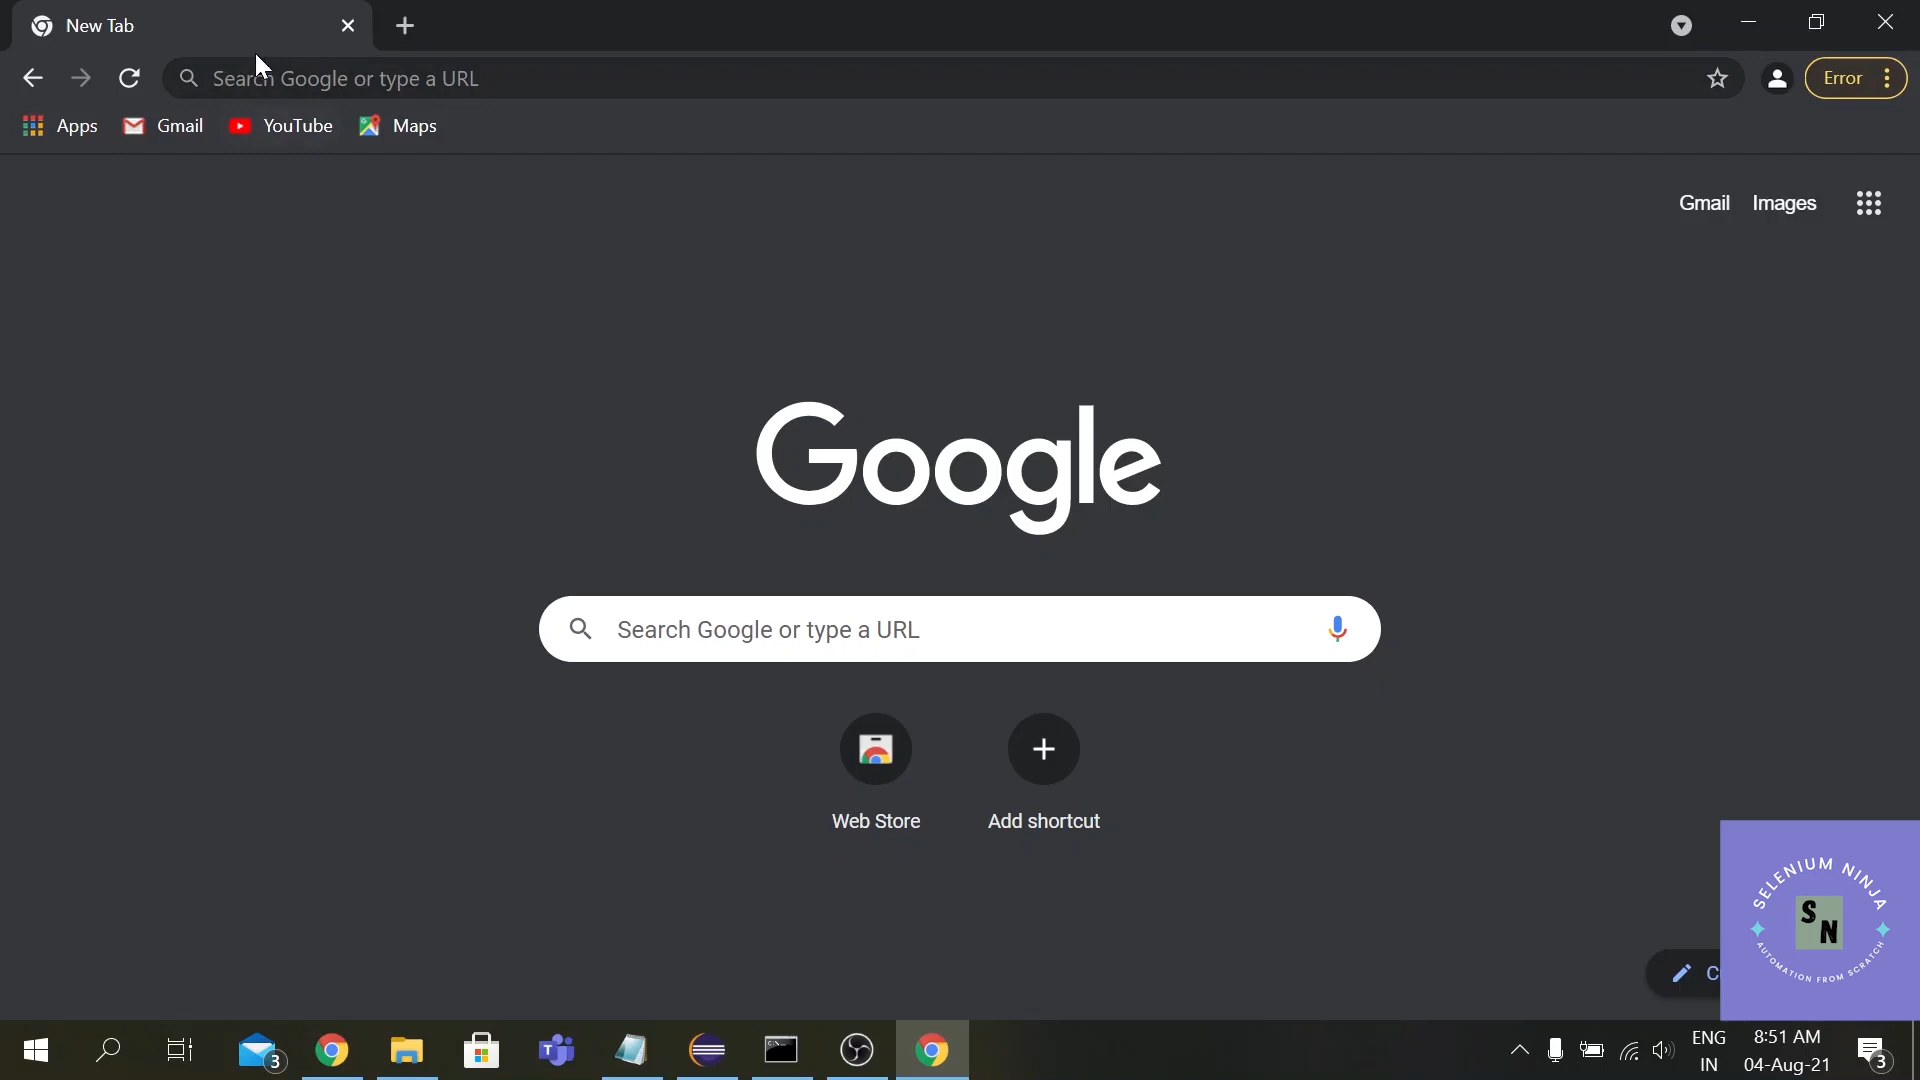 New Tab
Search Google or type a URL
Error
Apps
Gmail
YouTube
Maps
Gmail
Images
Google
Search Google or type a URL
Web Store
Add shortcut
C
SELENIUM NINJA
S
N
AUTOMATION FROM SCRATCH
3
ENG
IN
8:51 AM
04-Aug-21
3